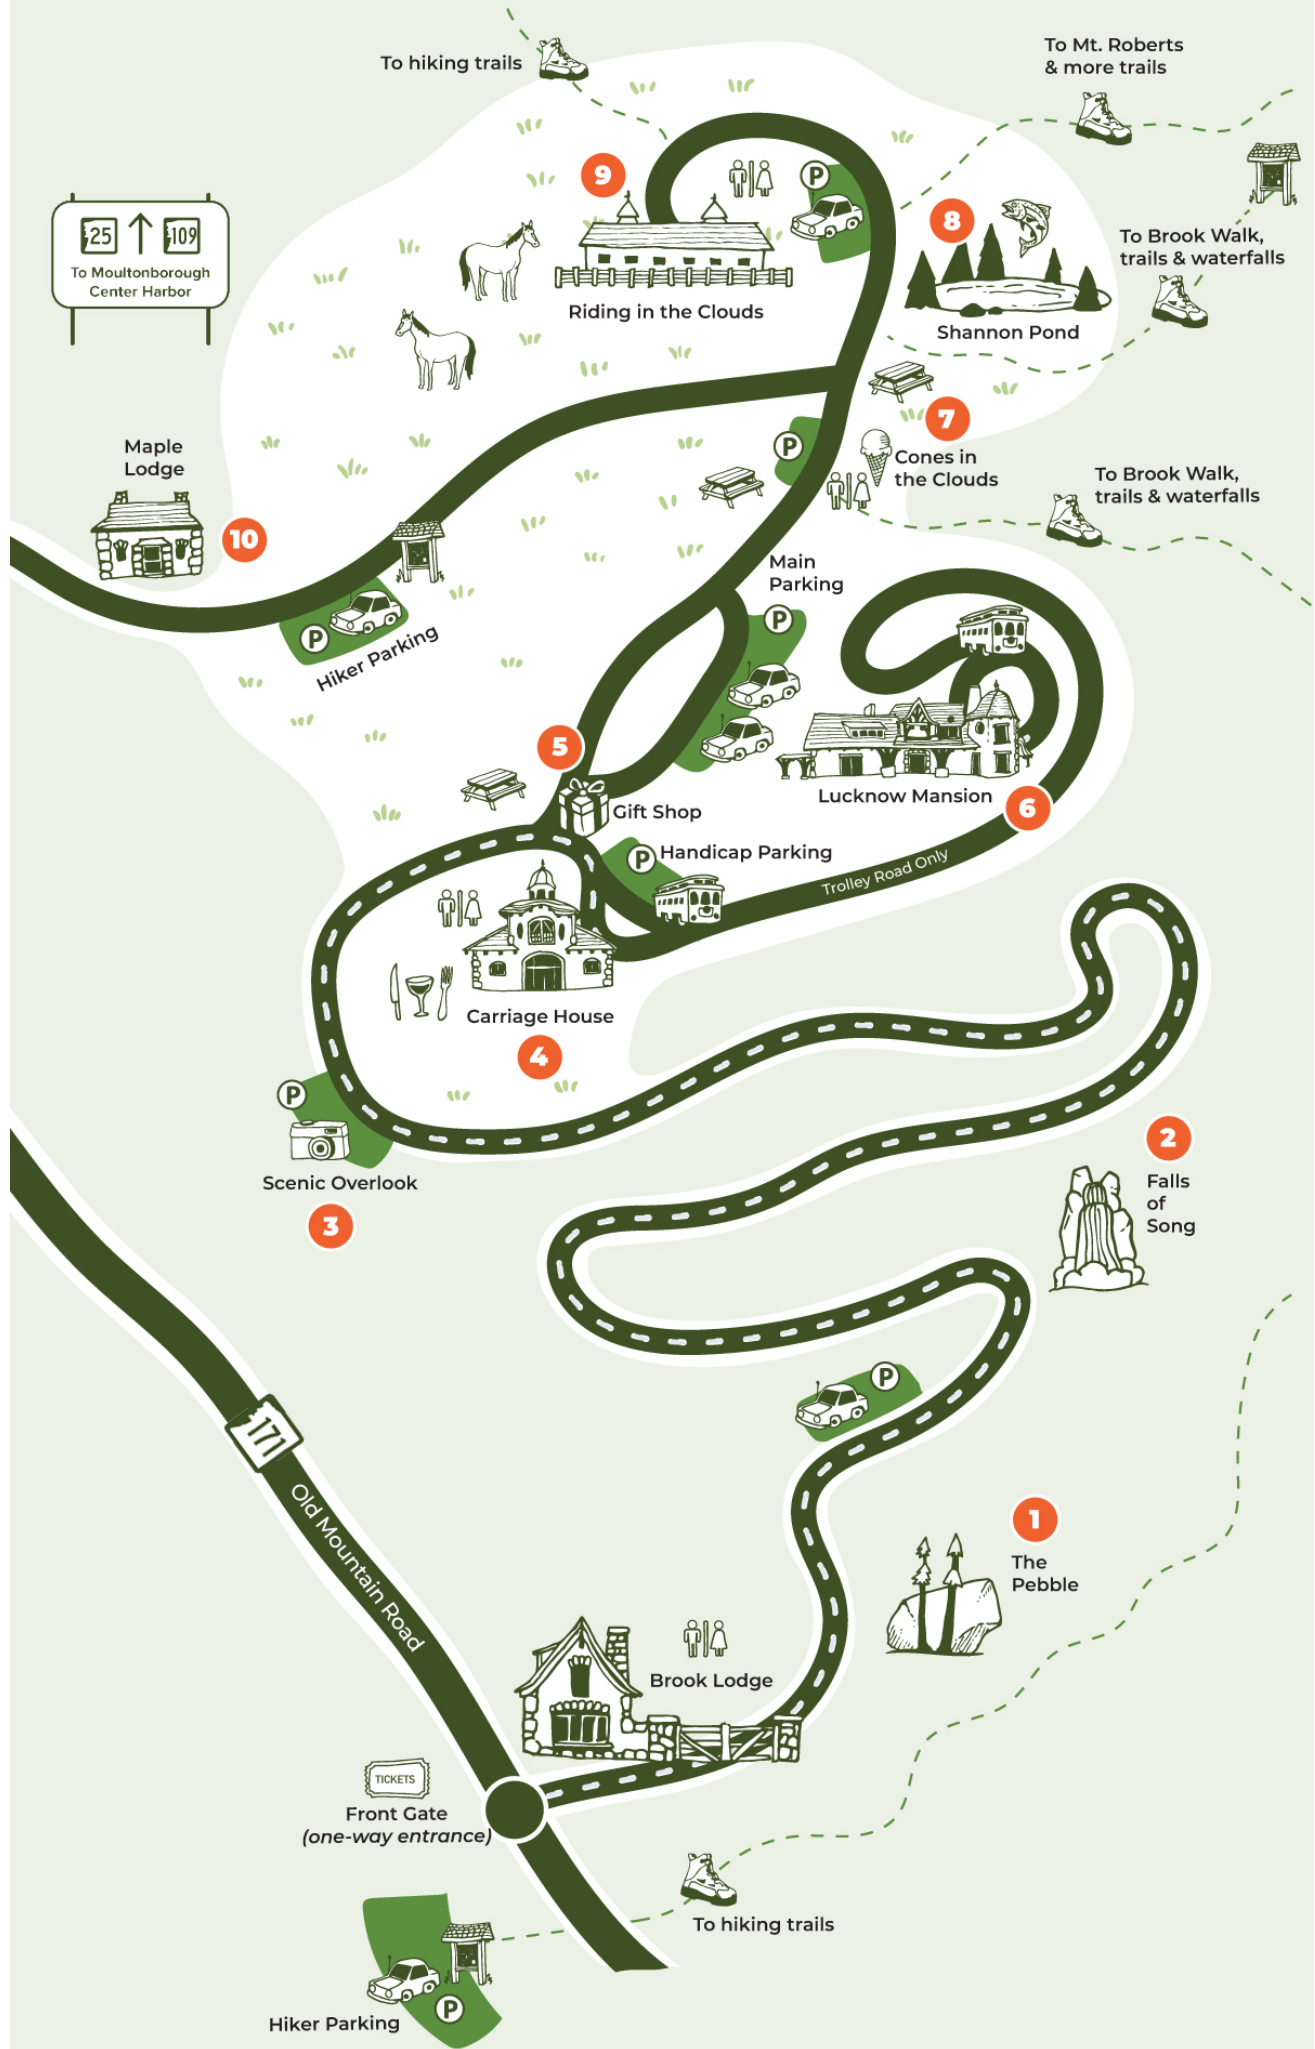 To hiking trails
To Mt. Roberts
& more trails
9
P
8
25
109
To Moultonborough
Center Harbor
To Brook Walk,
trails & waterfalls
Riding in the Clouds
Shannon Pond
7
P
Cones in
the Clouds
Maple
Lodge
10
To Brook Walk,
trails & waterfalls
Main
Parking
P
P
Hiker Parking
5
Gift Shop
Lucknow Mansion
6
P
Handicap Parking
Trolley Road Only
Carriage House
4
P
Scenic Overlook
3
2
Falls
of
Song
P
171
Old Mountain Road
1
The
Pebble
Brook Lodge
TICKETS
Front Gate
(one-way entrance)
To hiking trails
P
Hiker Parking